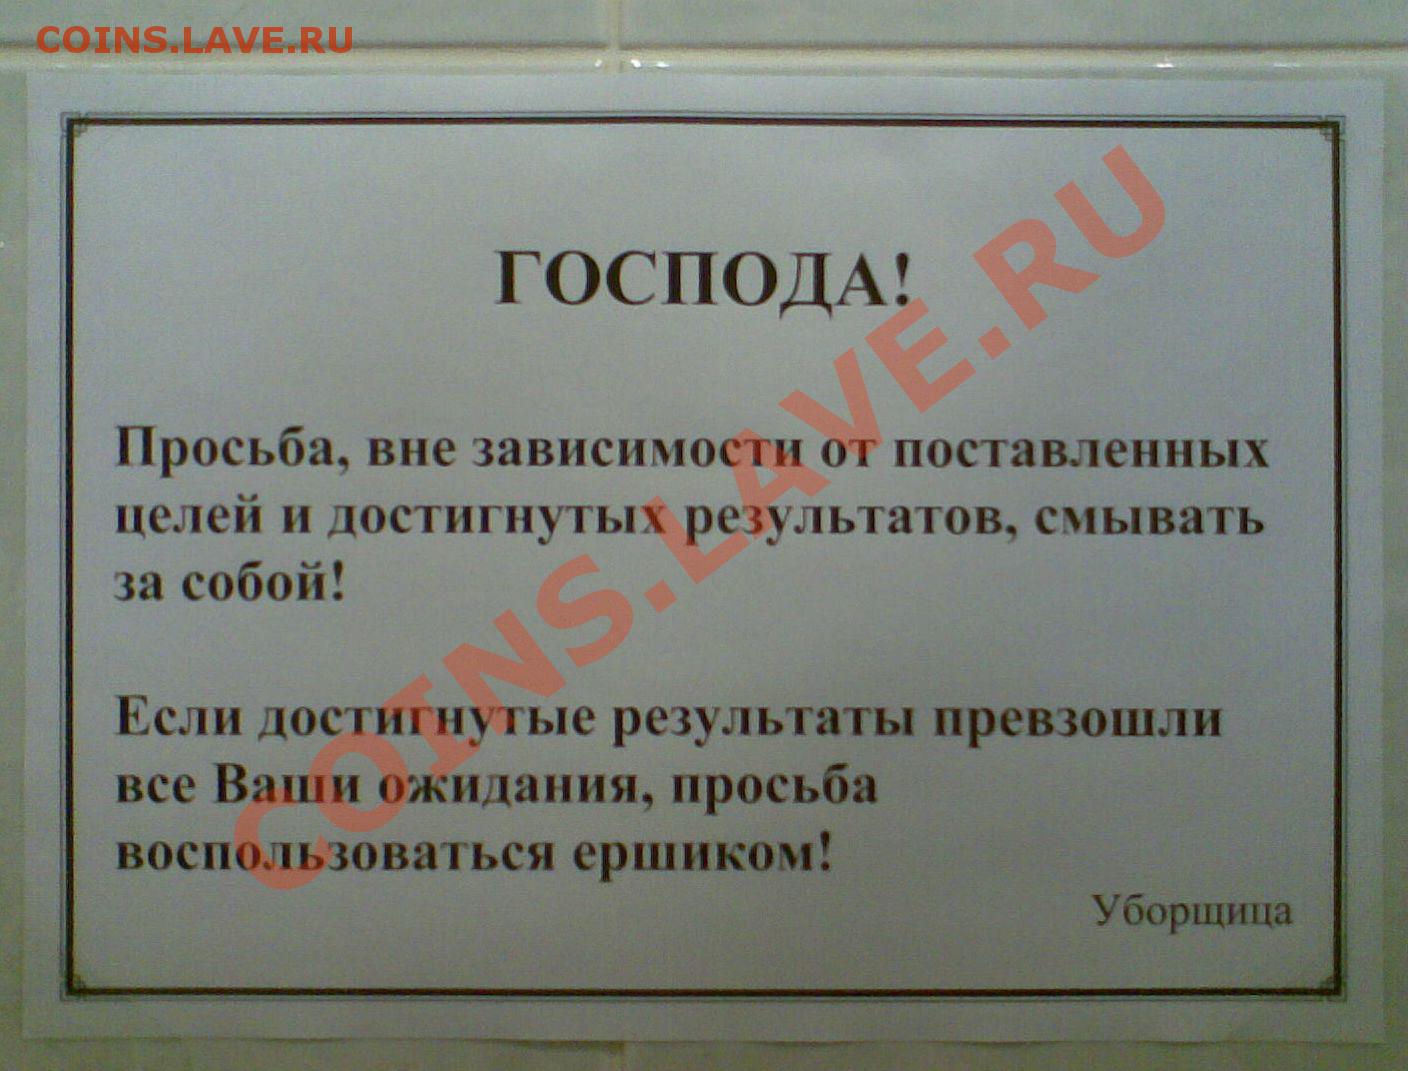 COINS.LAVE.RU
ГОСПОДА!
Просьба, вне зависимости от поставленных
целей и достигнутых результатов, смывать
за собой!
Если достигнутые результаты превзошли
все Ваши ожидания, просьба
воспользоваться ершиком!
Уборщица
COINS.LAVE.RU